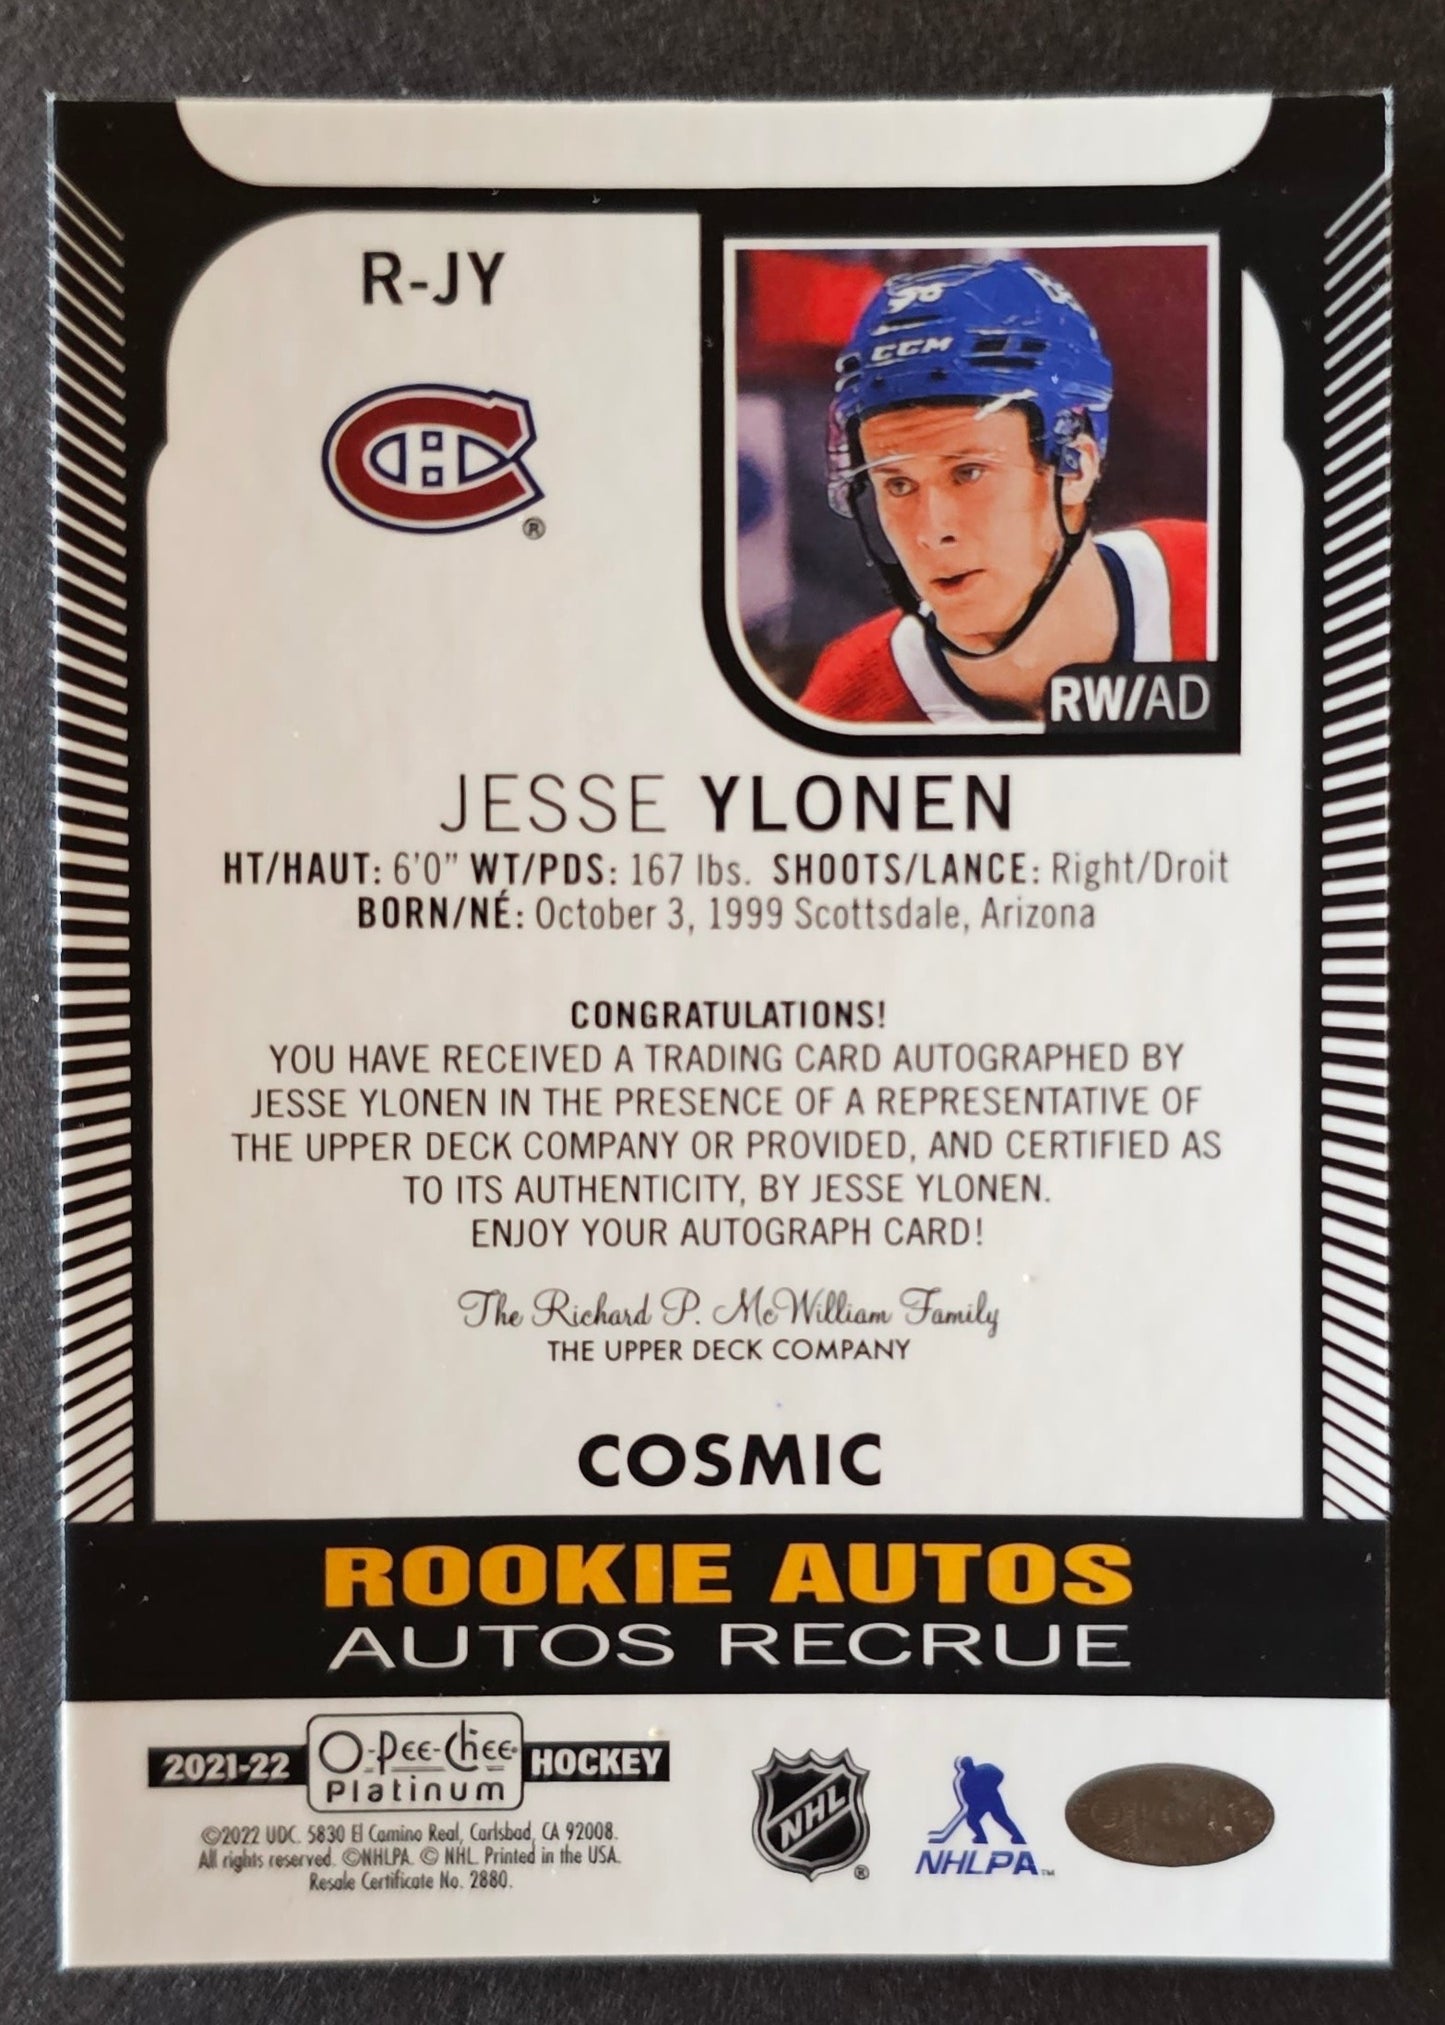 R-JY
CH
®
56
CCM
RW/AD
JESSE YLONEN
HT/HAUT: 6'0" WT/PDS: 167 lbs. SHOOTS/LANCE: Right/Droit
BORN/NÉ: October 3, 1999 Scottsdale, Arizona
CONGRATULATIONS!
YOU HAVE RECEIVED A TRADING CARD AUTOGRAPHED BY
JESSE YLONEN IN THE PRESENCE OF A REPRESENTATIVE OF
THE UPPER DECK COMPANY OR PROVIDED, AND CERTIFIED AS
TO ITS AUTHENTICITY, BY JESSE YLONEN.
ENJOY YOUR AUTOGRAPH CARD!
The Richard P. McWilliam Family
THE UPPER DECK COMPANY
COSMIC
ROOKIE AUTOS
AUTOS RECRUE
2021-22 O-Pee-Chee HOCKEY
Platinum
©2022 UDC. 5830 El Camino Real, Carlsbad, CA 92008.
All rights reserved. ©NHLPA. © NHL. Printed in the USA.
Resale Certificate No. 2880.
NHL ®
NHLPA™